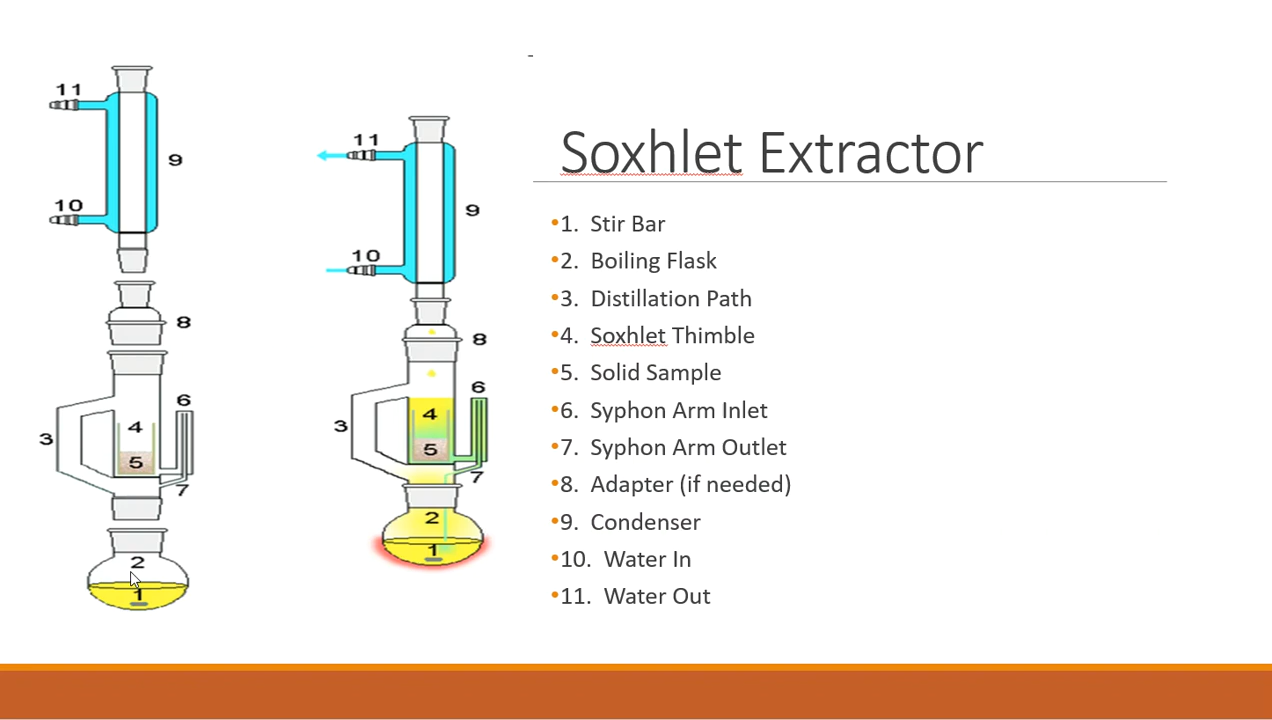 -
Soxhlet Extractor
•1. Stir Bar
•2. Boiling Flask
•3. Distillation Path
•4. Soxhlet Thimble
•5. Solid Sample
•6. Syphon Arm Inlet
•7. Syphon Arm Outlet
•8. Adapter (if needed)
•9. Condenser
•10. Water In
•11. Water Out
11
9
10
8
6
4
3
5
7
2
1
11
9
10
8
6
4
3
5
7
2
1